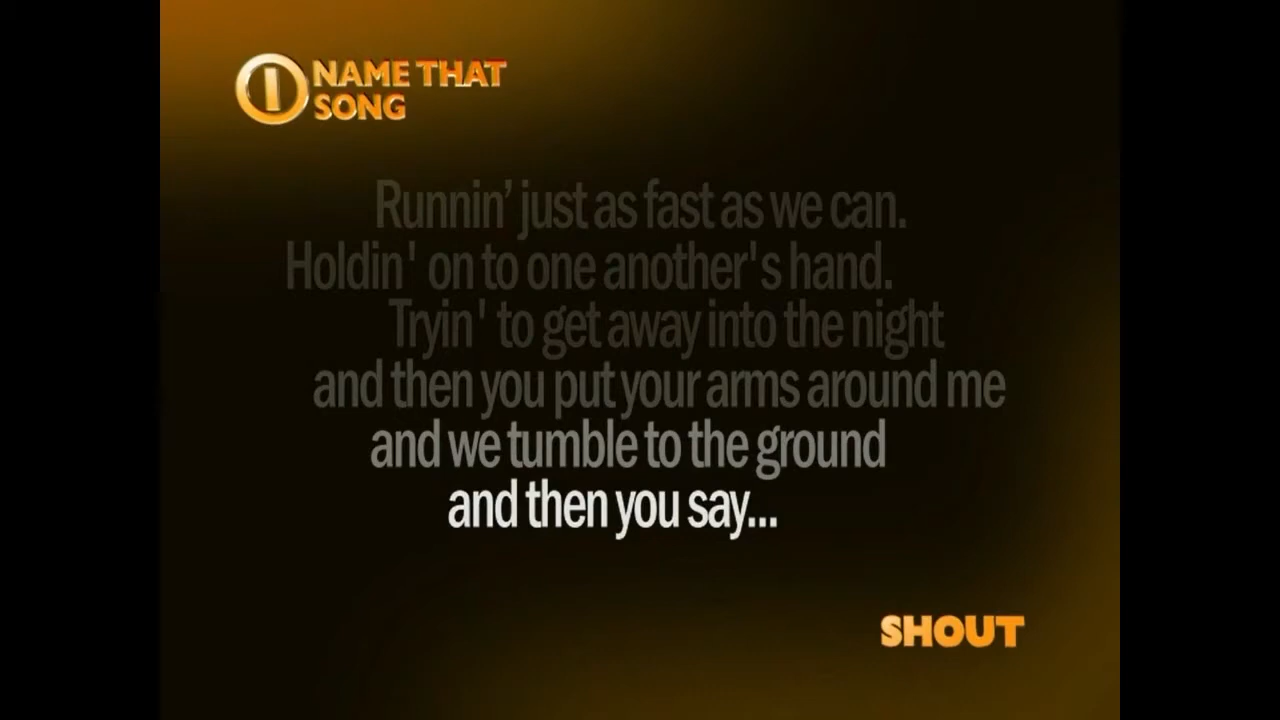 1 NAME THAT
SONG
Runnin’ just as fast as we can.
Holdin' on to one another's hand.
Tryin' to get away into the night
and then you put your arms around me
and we tumble to the ground
and then you say...
SHOUT